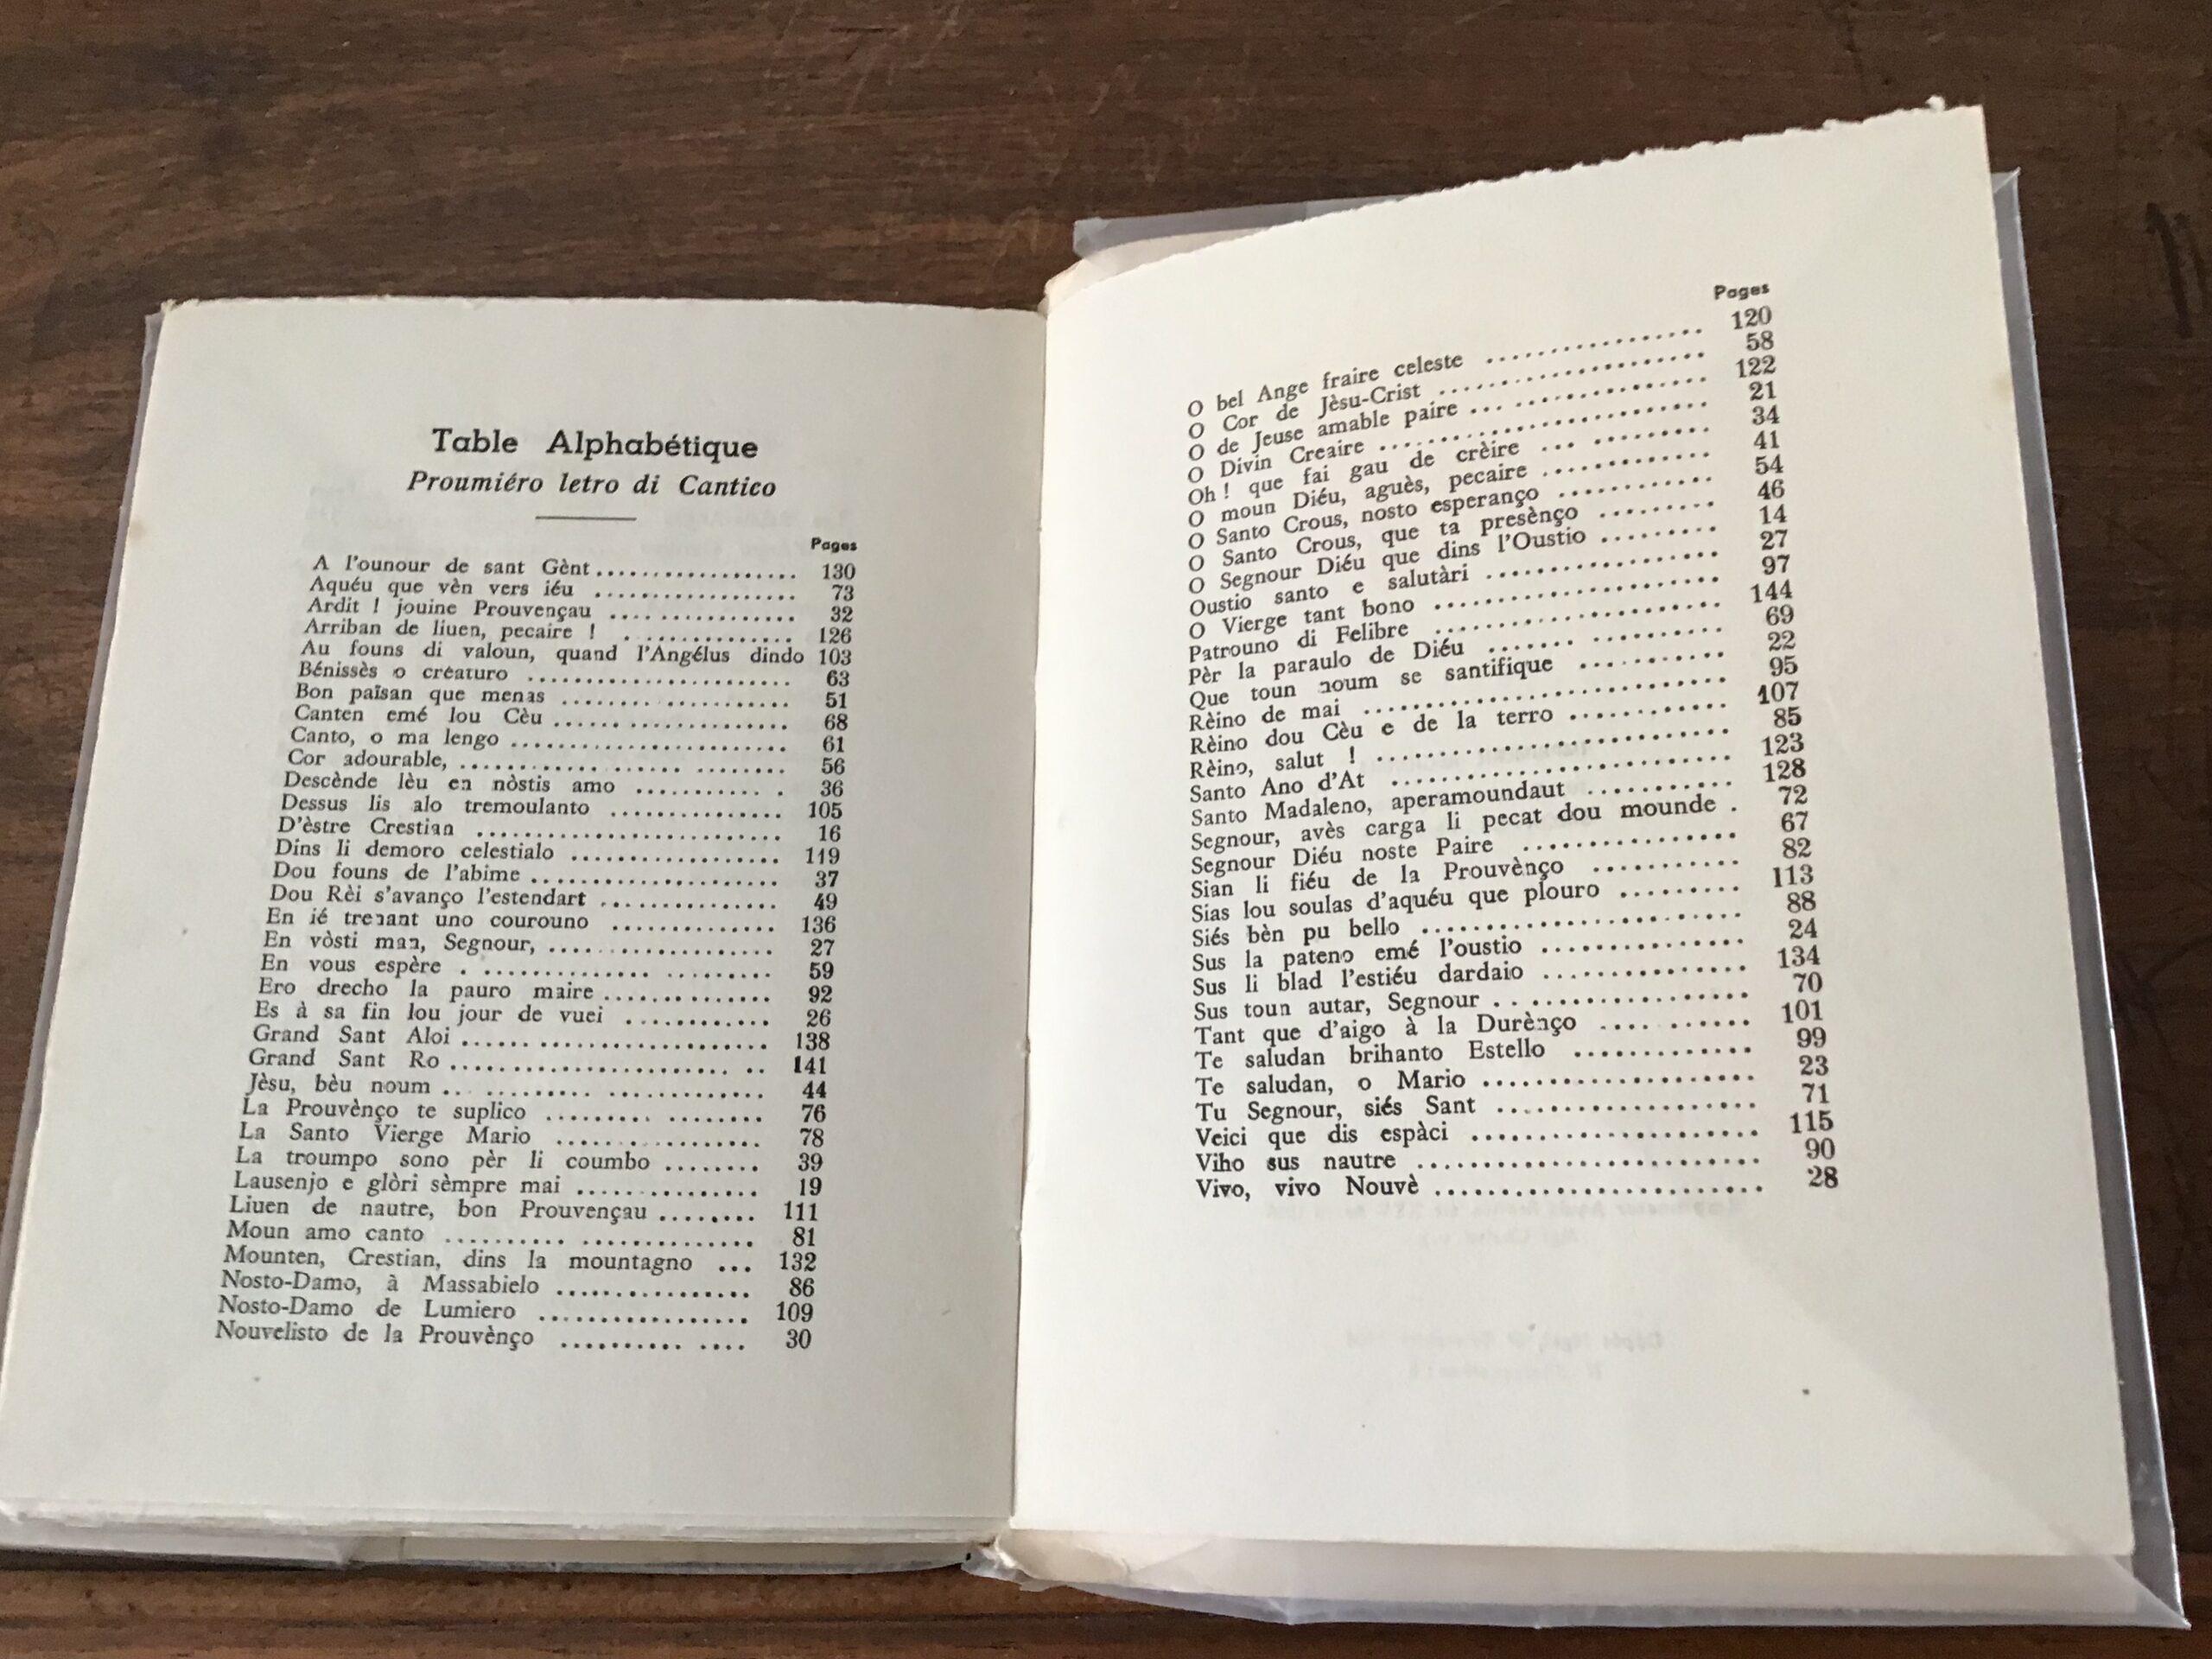 Table Alphabétique
Proumiéro letro di Cantico
Pages
A l'ounour de sant Gènt .................... 130
Aquéu que vèn vers iéu .................... 73
Ardit ! jouine Prouvençau .................. 32
Arriban de liuen, pecaire ! ................ 126
Au founs di valoun, quand l'Angélus dindo 103
Bénissès o créaturo ........................ 63
Bon païsan que menas ...................... 51
Canten emé lou Cèu ........................ 68
Canto, o ma lengo .......................... 61
Cor adourable, .............................. 56
Descènde lèu en nòstis amo ............. 36
Dessus lis alo tremoulanto ................ 105
D'èstre Crestian ............................ 16
Dins li demoro celestialo .................. 119
Dou founs de l'abime ...................... 37
Dou Rèi s'avanço l'estendart ............... 49
En ié trenant uno courouno ............... 136
En vòsti man, Segnour, .................... 27
En vous espère ............................ 59
Ero drecho la pauro maire ................ 92
Es à sa fin lou jour de vuei ............. 26
Grand Sant Aloi ............................ 138
Grand Sant Ro ............................. 141
Jèsu, bèu noum ............................ 44
La Prouvènço te suplico .................. 76
La Santo Vierge Mario .................... 78
La troumpo sono pèr li coumbo ........ 39
Lausenjo e glòri sèmpre mai .............. 19
Liuen de nautre, bon Prouvençau ........ 111
Moun amo canto .......................... 81
Mounten, Crestian, dins la mountagno ... 132
Nosto-Damo, à Massabielo ................ 86
Nosto-Damo de Lumiero .................. 109
Nouvelisto de la Prouvènço .............. 30
Pages
O bel Ange fraire celeste .................. 120
O Cor de Jèsu-Crist ...................... 58
O de Jeuse amable paire .................. 122
O Divin Creaire ............................ 21
Oh ! que fai gau de crèire ............ 34
O moun Diéu, aguès, pecaire ............. 41
O Santo Crous, nosto esperanço ............ 54
O Santo Crous, que ta presènço ......... 46
O Segnour Diéu que dins l'Oustio ......... 14
Oustio santo e salutàri .................. 27
O Vierge tant bono ...................... 97
Patrouno di Felibre ...................... 144
Pèr la paraulo de Diéu .................. 69
Que toun noum se santifique ............ 22
Rèino de mai .............................. 95
Rèino dou Cèu e de la terro ............ 107
Rèino, salut ! ............................ 85
Santo Ano d'At .......................... 123
Santo Madaleno, aperamoundaut ........... 128
Segnour, avès carga li pecat dou mounde . 72
Segnour Diéu noste Paire ................ 67
Sian li fiéu de la Prouvènço ........... 82
Sias lou soulas d'aquéu que plouro ........ 113
Siés bèn pu bello ........................ 88
Sus la pateno emé l'oustio .............. 24
Sus li blad l'estiéu dardaio .............. 134
Sus toun autar, Segnour .................. 70
Tant que d'aigo à la Durènço ............ 101
Te saludan brihanto Estello ............. 99
Te saludan, o Mario .................... 23
Tu Segnour, siés Sant .................. 71
Veici que dis espàci .................... 115
Viho sus nautre .......................... 90
Vivo, vivo Nouvè ........................ 28